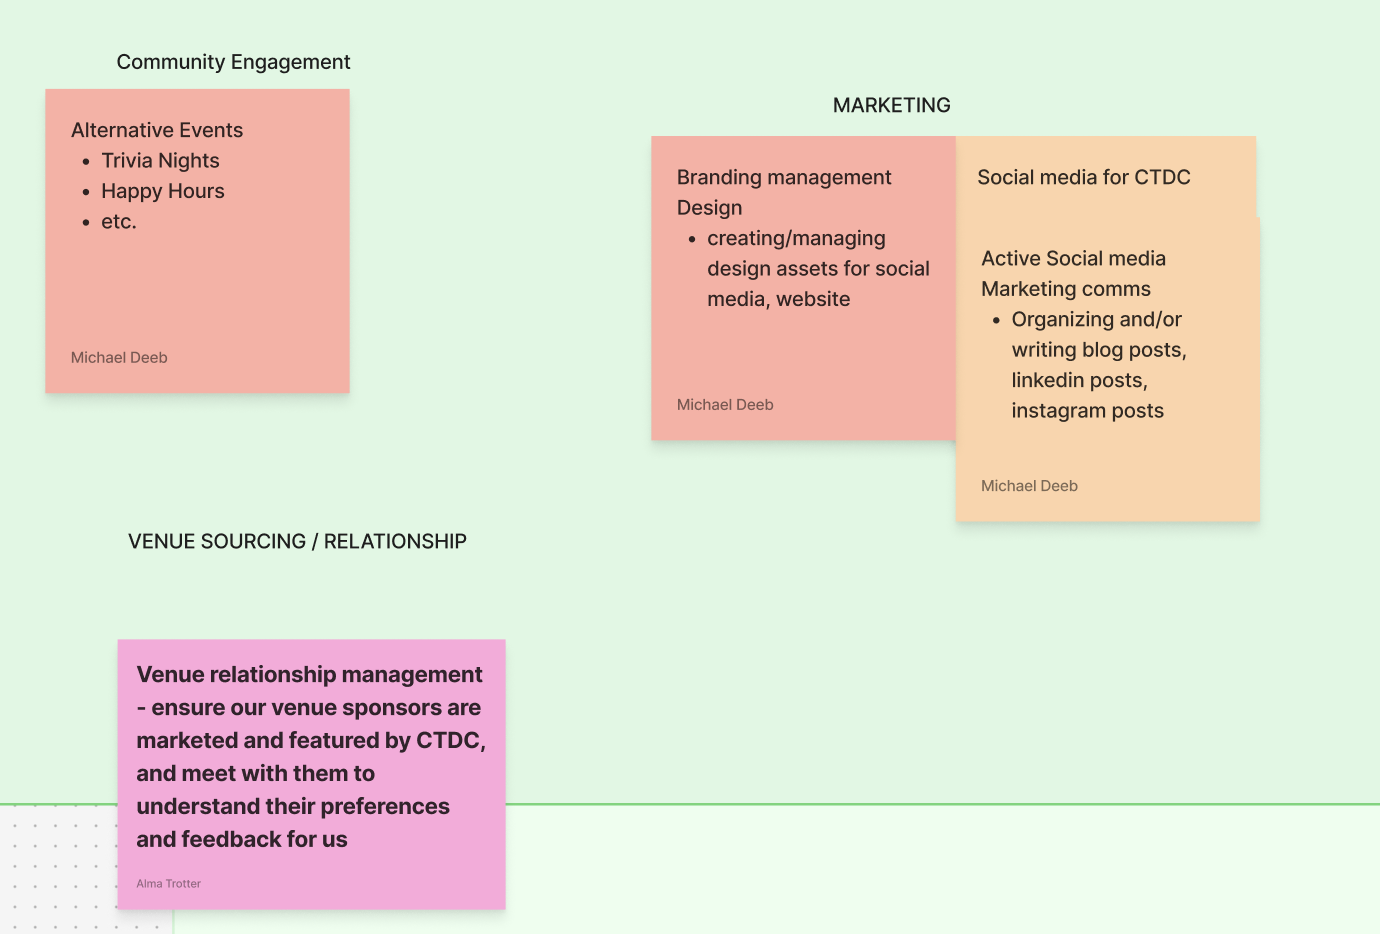 Community Engagement
Alternative Events
• Trivia Nights
• Happy Hours
• etc.
Michael Deeb
MARKETING
Branding management
Design
• creating/managing
design assets for social
media, website
Michael Deeb
Social media for CTDC
Active Social media
Marketing comms
• Organizing and/or
writing blog posts,
linkedin posts,
instagram posts
Michael Deeb
VENUE SOURCING / RELATIONSHIP
Venue relationship management
- ensure our venue sponsors are
marketed and featured by CTDC,
and meet with them to
understand their preferences
and feedback for us
Alma Trotter